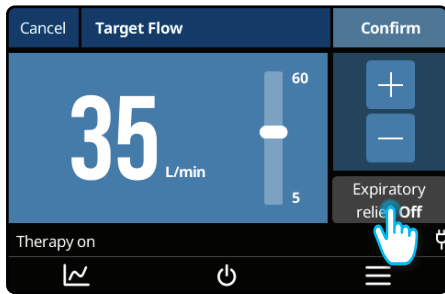 Cancel Target Flow Confirm
60
35 L/min
5
Expiratory
Off
Therapy on